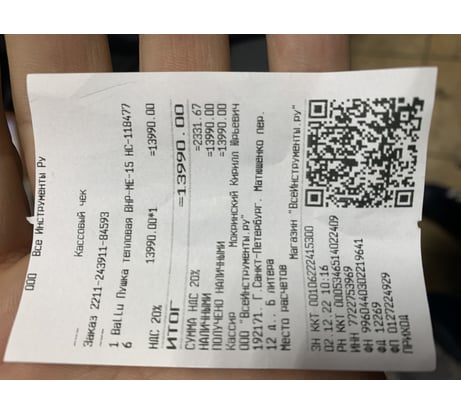 ООО Все Инструменты Ру
Кассовый чек
Заказ 2211-243911-84593
1 Ballu Пушка тепловая BHP-ME-15 НС-118477
6 13990.00*1 =13990.00
НДС 20%
ИТОГ =13990.00
СУММА НДС 20% =2331.67
НАЛИЧНЫМИ =13990.00
ПОЛУЧЕНО НАЛИЧНЫМИ =13990.00
Кассир Мокринский Кирилл Юрьевич
ООО "ВсеИнструменты.ру"
192171. Г.Санкт-Петербург. Матюшенко пер.
12 д.. Б литера
Место расчетов Магазин "ВсеИнструменты.ру"
ЗН ККТ 00106222415300
02.12.22 10:16
РН ККТ 0005346514022409
ИНН 7722753969
ФН 9960440302219641
ФД 12269
ФП 0127224929
ПРИХОД